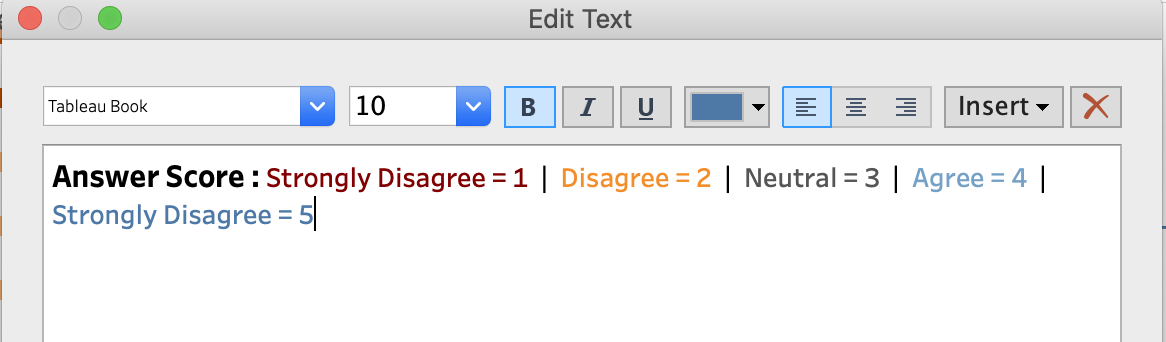 Edit Text
Tableau Book 10 B I U Insert
Answer Score : Strongly Disagree = 1 | Disagree = 2 | Neutral = 3 | Agree = 4 |
Strongly Disagree = 5